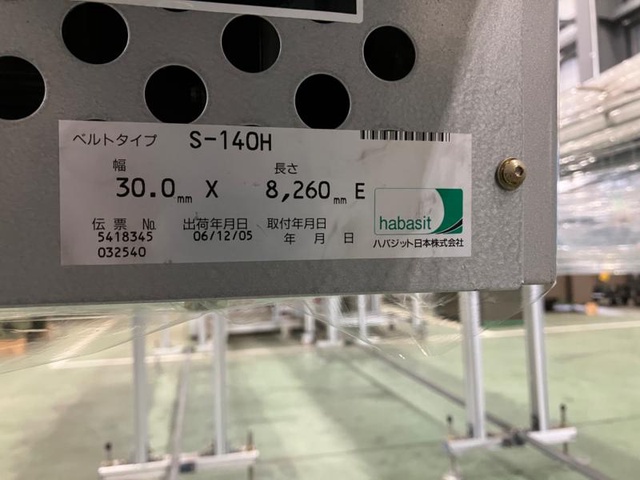 ベルトタイプ S-140H
幅 長さ
30.0mm X 8,260mm E
伝票 No. 出荷年月日 取付年月日
5418345 06/12/05 年 月 日
032540
habasit
ハバジット日本株式会社